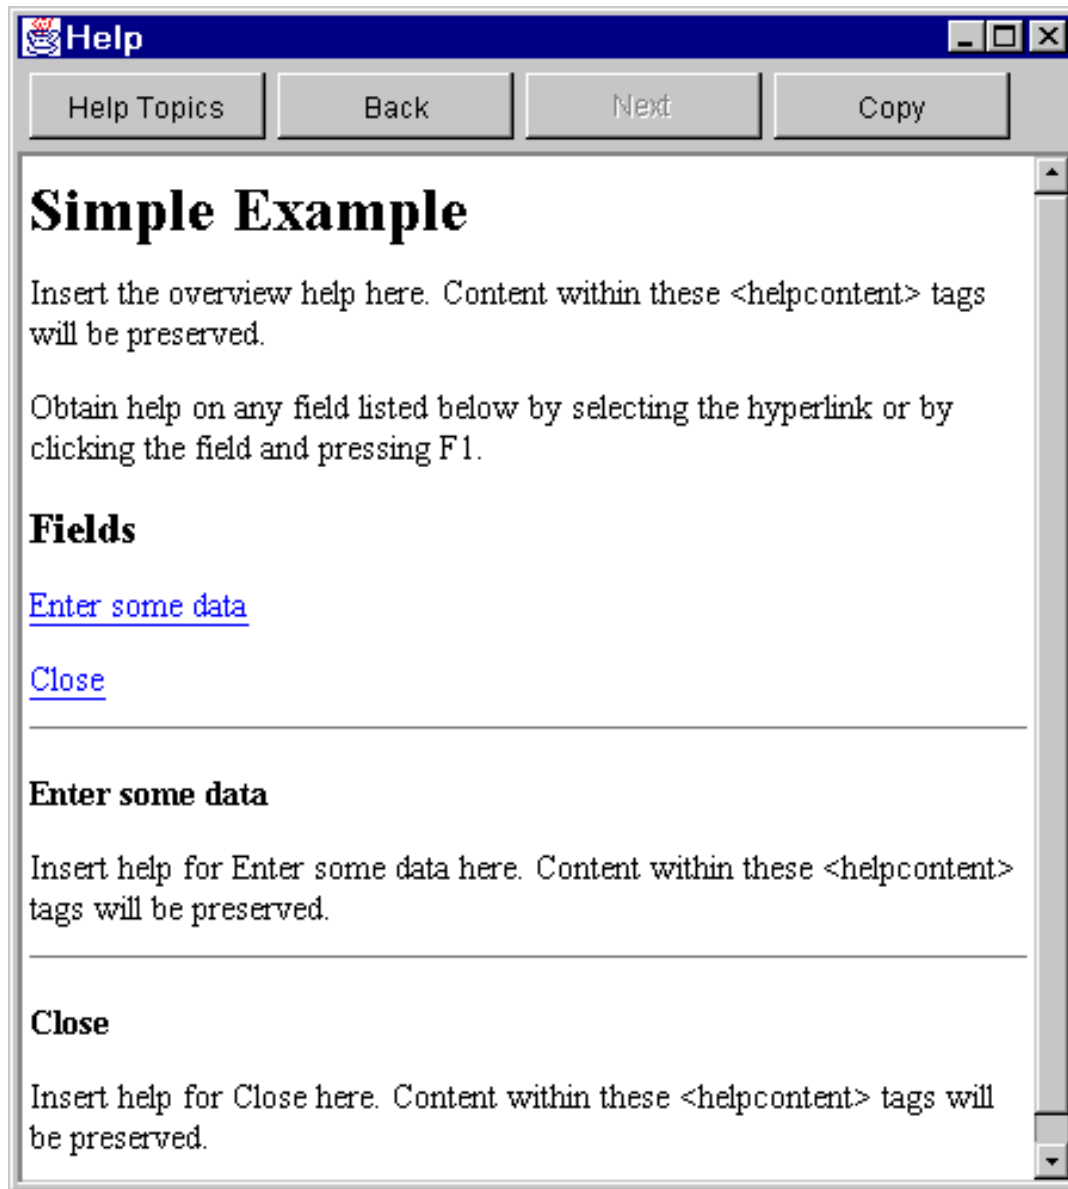 Help
Help Topics Back Next Copy
Simple Example
Insert the overview help here. Content within these <helpcontent> tags
will be preserved.
Obtain help on any field listed below by selecting the hyperlink or by
clicking the field and pressing F1.
Fields
Enter some data
Close
Enter some data
Insert help for Enter some data here. Content within these <helpcontent>
tags will be preserved.
Close
Insert help for Close here. Content within these <helpcontent> tags will
be preserved.